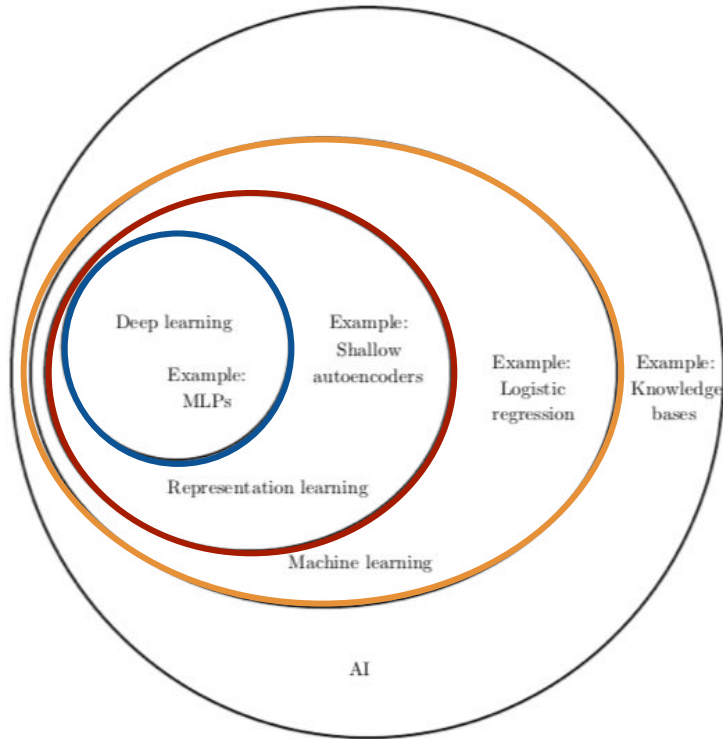 Deep learning
Example:
MLPs
Example:
Shallow
autoencoders
Example:
Logistic
regression
Example:
Knowledge
bases
Representation learning
Machine learning
AI